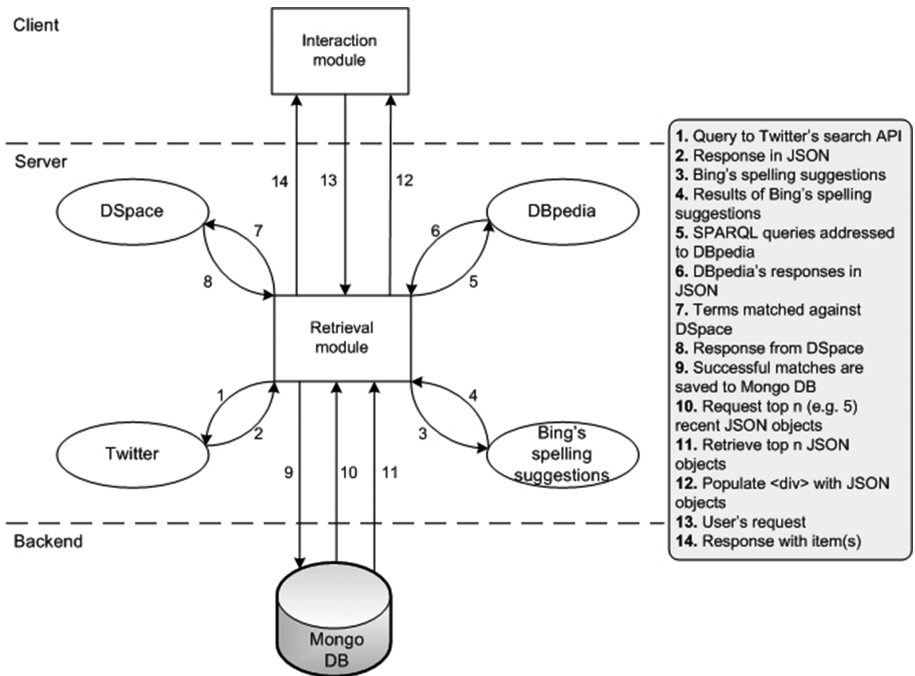 Client
Interaction
module
Server
14
13
12
DSpace
DBpedia
7
6
8
5
Retrieval
module
1
4
2
3
Twitter
Bing's
spelling
suggestions
9
10
11
Backend
Mongo
DB
1. Query to Twitter's search API
2. Response in JSON
3. Bing's spelling suggestions
4. Results of Bing's spelling
suggestions
5. SPARQL queries addressed
to DBpedia
6. DBpedia's responses in
JSON
7. Terms matched against
DSpace
8. Response from DSpace
9. Successful matches are
saved to Mongo DB
10. Request top n (e.g. 5)
recent JSON objects
11. Retrieve top n JSON
objects
12. Populate <div> with JSON
objects
13. User's request
14. Response with item(s)